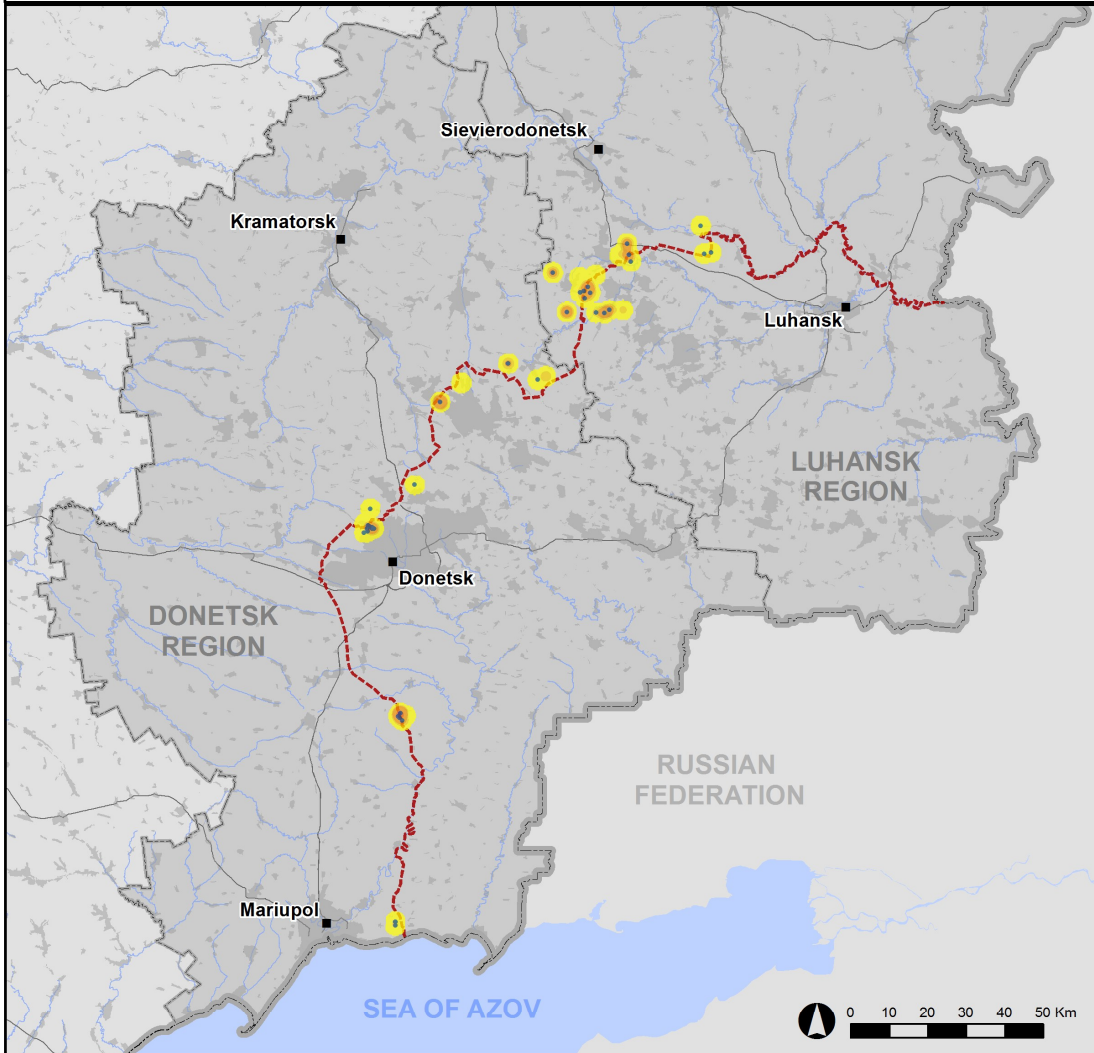 Sievierodonetsk
Kramatorsk
Luhansk
LUHANSK
REGION
Donetsk
DONETSK
REGION
RUSSIAN
FEDERATION
Mariupol
SEA OF AZOV
0 10 20 30 40 50 Km